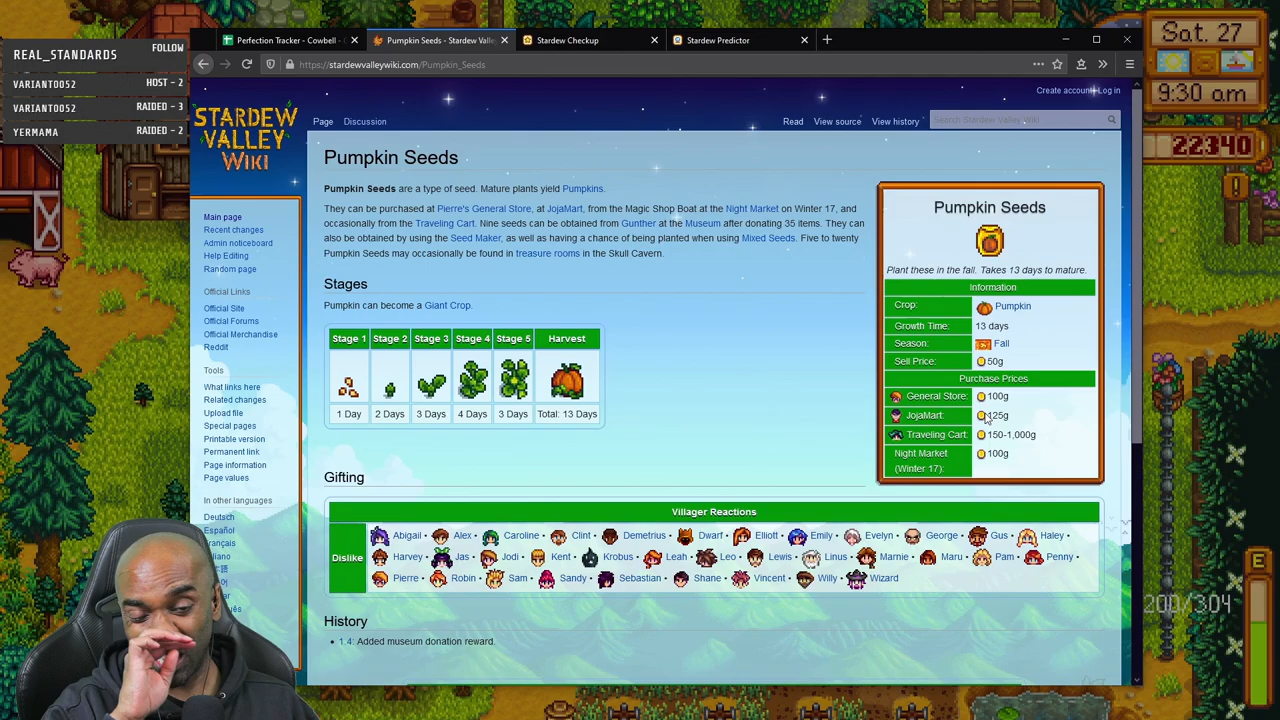 REAL_STANDARDS FOLLOW
VARIANT0052 HOST - 2
VARIANT0052 RAIDED - 3
YERMAMA RAIDED - 2
Perfection Tracker - Cowbell -
Pumpkin Seeds - Stardew Valle
Stardew Checkup
Stardew Predictor
https://stardewvalleywiki.com/Pumpkin_Seeds
Sat. 27
9:30 am
22340
Create account Log in
STARDEW VALLEY WIKI
Page Discussion Read View source View history Search Stardew Valley Wiki
Main page
Recent changes
Admin noticeboard
Help Editing
Random page
Official Links
Official Site
Official Forums
Official Merchandise
Reddit
Tools
What links here
Related changes
Upload file
Special pages
Printable version
Permanent link
Page information
Page values
In other languages
Deutsch
Español
Pumpkin Seeds
Pumpkin Seeds are a type of seed. Mature plants yield Pumpkins.
They can be purchased at Pierre's General Store, at JojaMart, from the Magic Shop Boat at the Night Market on Winter 17, and
occasionally from the Traveling Cart. Nine seeds can be obtained from Gunther at the Museum after donating 35 items. They can
also be obtained by using the Seed Maker, as well as having a chance of being planted when using Mixed Seeds. Five to twenty
Pumpkin Seeds may occasionally be found in treasure rooms in the Skull Cavern.
Stages
Pumpkin can become a Giant Crop.
Stage 1 Stage 2 Stage 3 Stage 4 Stage 5 Harvest
1 Day 2 Days 3 Days 4 Days 3 Days Total: 13 Days
Pumpkin Seeds
Plant these in the fall. Takes 13 days to mature.
Information
Crop: Pumpkin
Growth Time: 13 days
Season: Fall
Sell Price: 50g
Purchase Prices
General Store: 100g
JojaMart: 125g
Traveling Cart: 150-1,000g
Night Market 100g
(Winter 17):
Gifting
Villager Reactions
Dislike
Abigail • Alex • Caroline • Clint • Demetrius • Dwarf • Elliott • Emily • Evelyn • George • Gus • Haley •
Harvey • Jas • Jodi • Kent • Krobus • Leah • Leo • Lewis • Linus • Marnie • Maru • Pam • Penny •
Pierre • Robin • Sam • Sandy • Sebastian • Shane • Vincent • Willy • Wizard
History
• 1.4: Added museum donation reward.
200/304
E